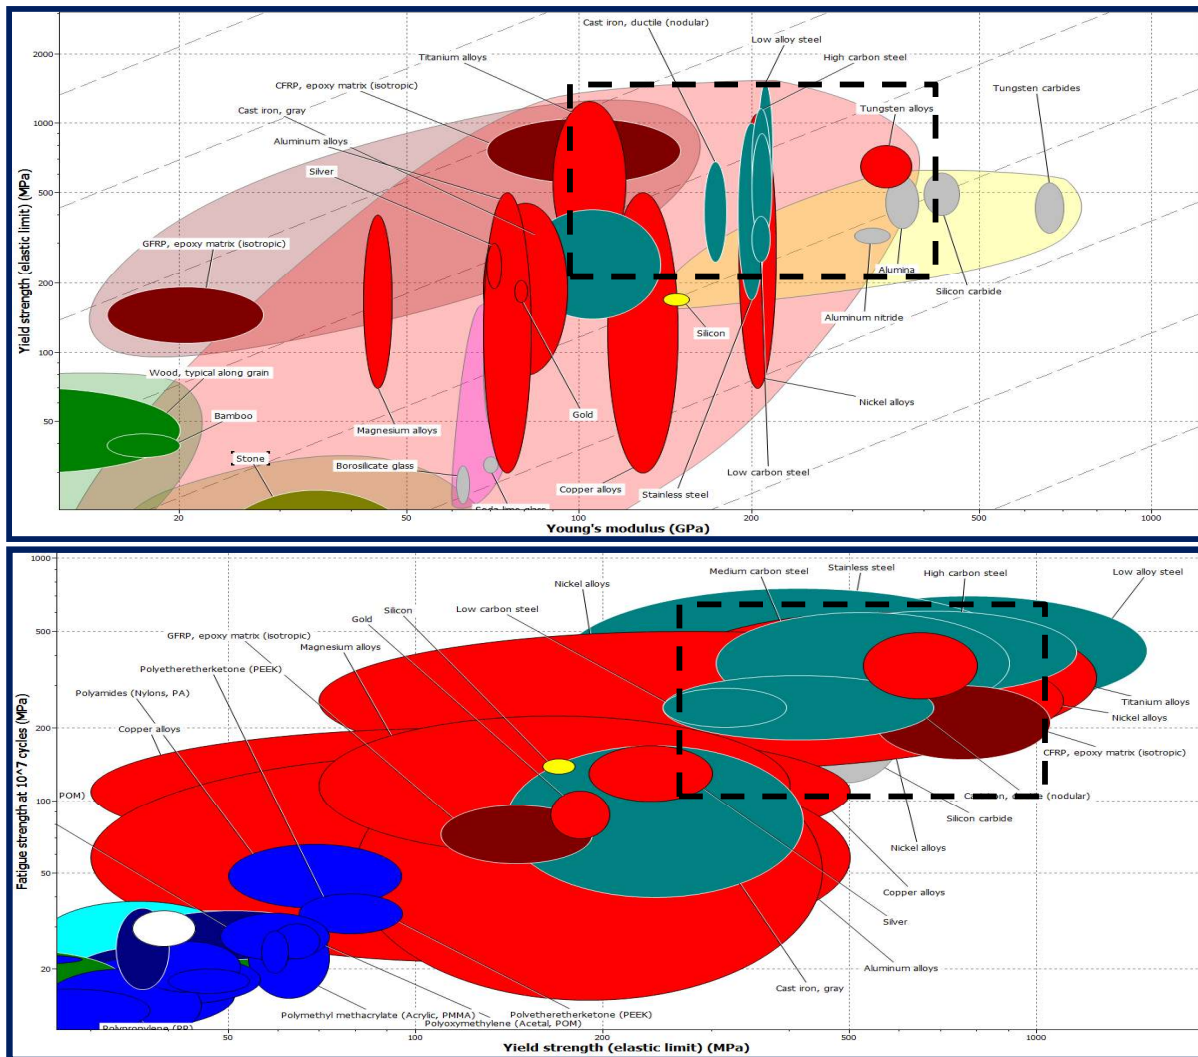 Cast iron, ductile (nodular)
Low alloy steel
2000
Titanium alloys
High carbon steel
CFRP, epoxy matrix (isotropic)
Tungsten carbides
Cast iron, gray
Tungsten alloys
1000
Aluminum alloys
Silver
500
Yield strength (elastic limit) (MPa)
GFRP, epoxy matrix (isotropic)
Alumina
200
Silicon carbide
Aluminum nitride
Silicon
100
Wood, typical along grain
Nickel alloys
Bamboo
Gold
50
Magnesium alloys
Stone
Borosilicate glass
Low carbon steel
Copper alloys
Stainless steel
20
50
100
200
500
1000
Young's modulus (GPa)
1000
Medium carbon steel
Stainless steel
High carbon steel
Low alloy steel
Nickel alloys
Silicon
Low carbon steel
Gold
500
GFRP, epoxy matrix (isotropic)
Magnesium alloys
Polyetheretherketone (PEEK)
Polyamides (Nylons, PA)
Titanium alloys
Nickel alloys
Copper alloys
200
CFRP, epoxy matrix (isotropic)
Fatigue strength at 10^7 cycles (MPa)
POM)
100
(nodular)
Silicon carbide
Nickel alloys
Copper alloys
50
Silver
Aluminum alloys
20
Cast iron, gray
Polymethyl methacrylate (Acrylic, PMMA)
Polyetheretherketone (PEEK)
Polyoxymethylene (Acetal, POM)
50
100
200
500
1000
Yield strength (elastic limit) (MPa)